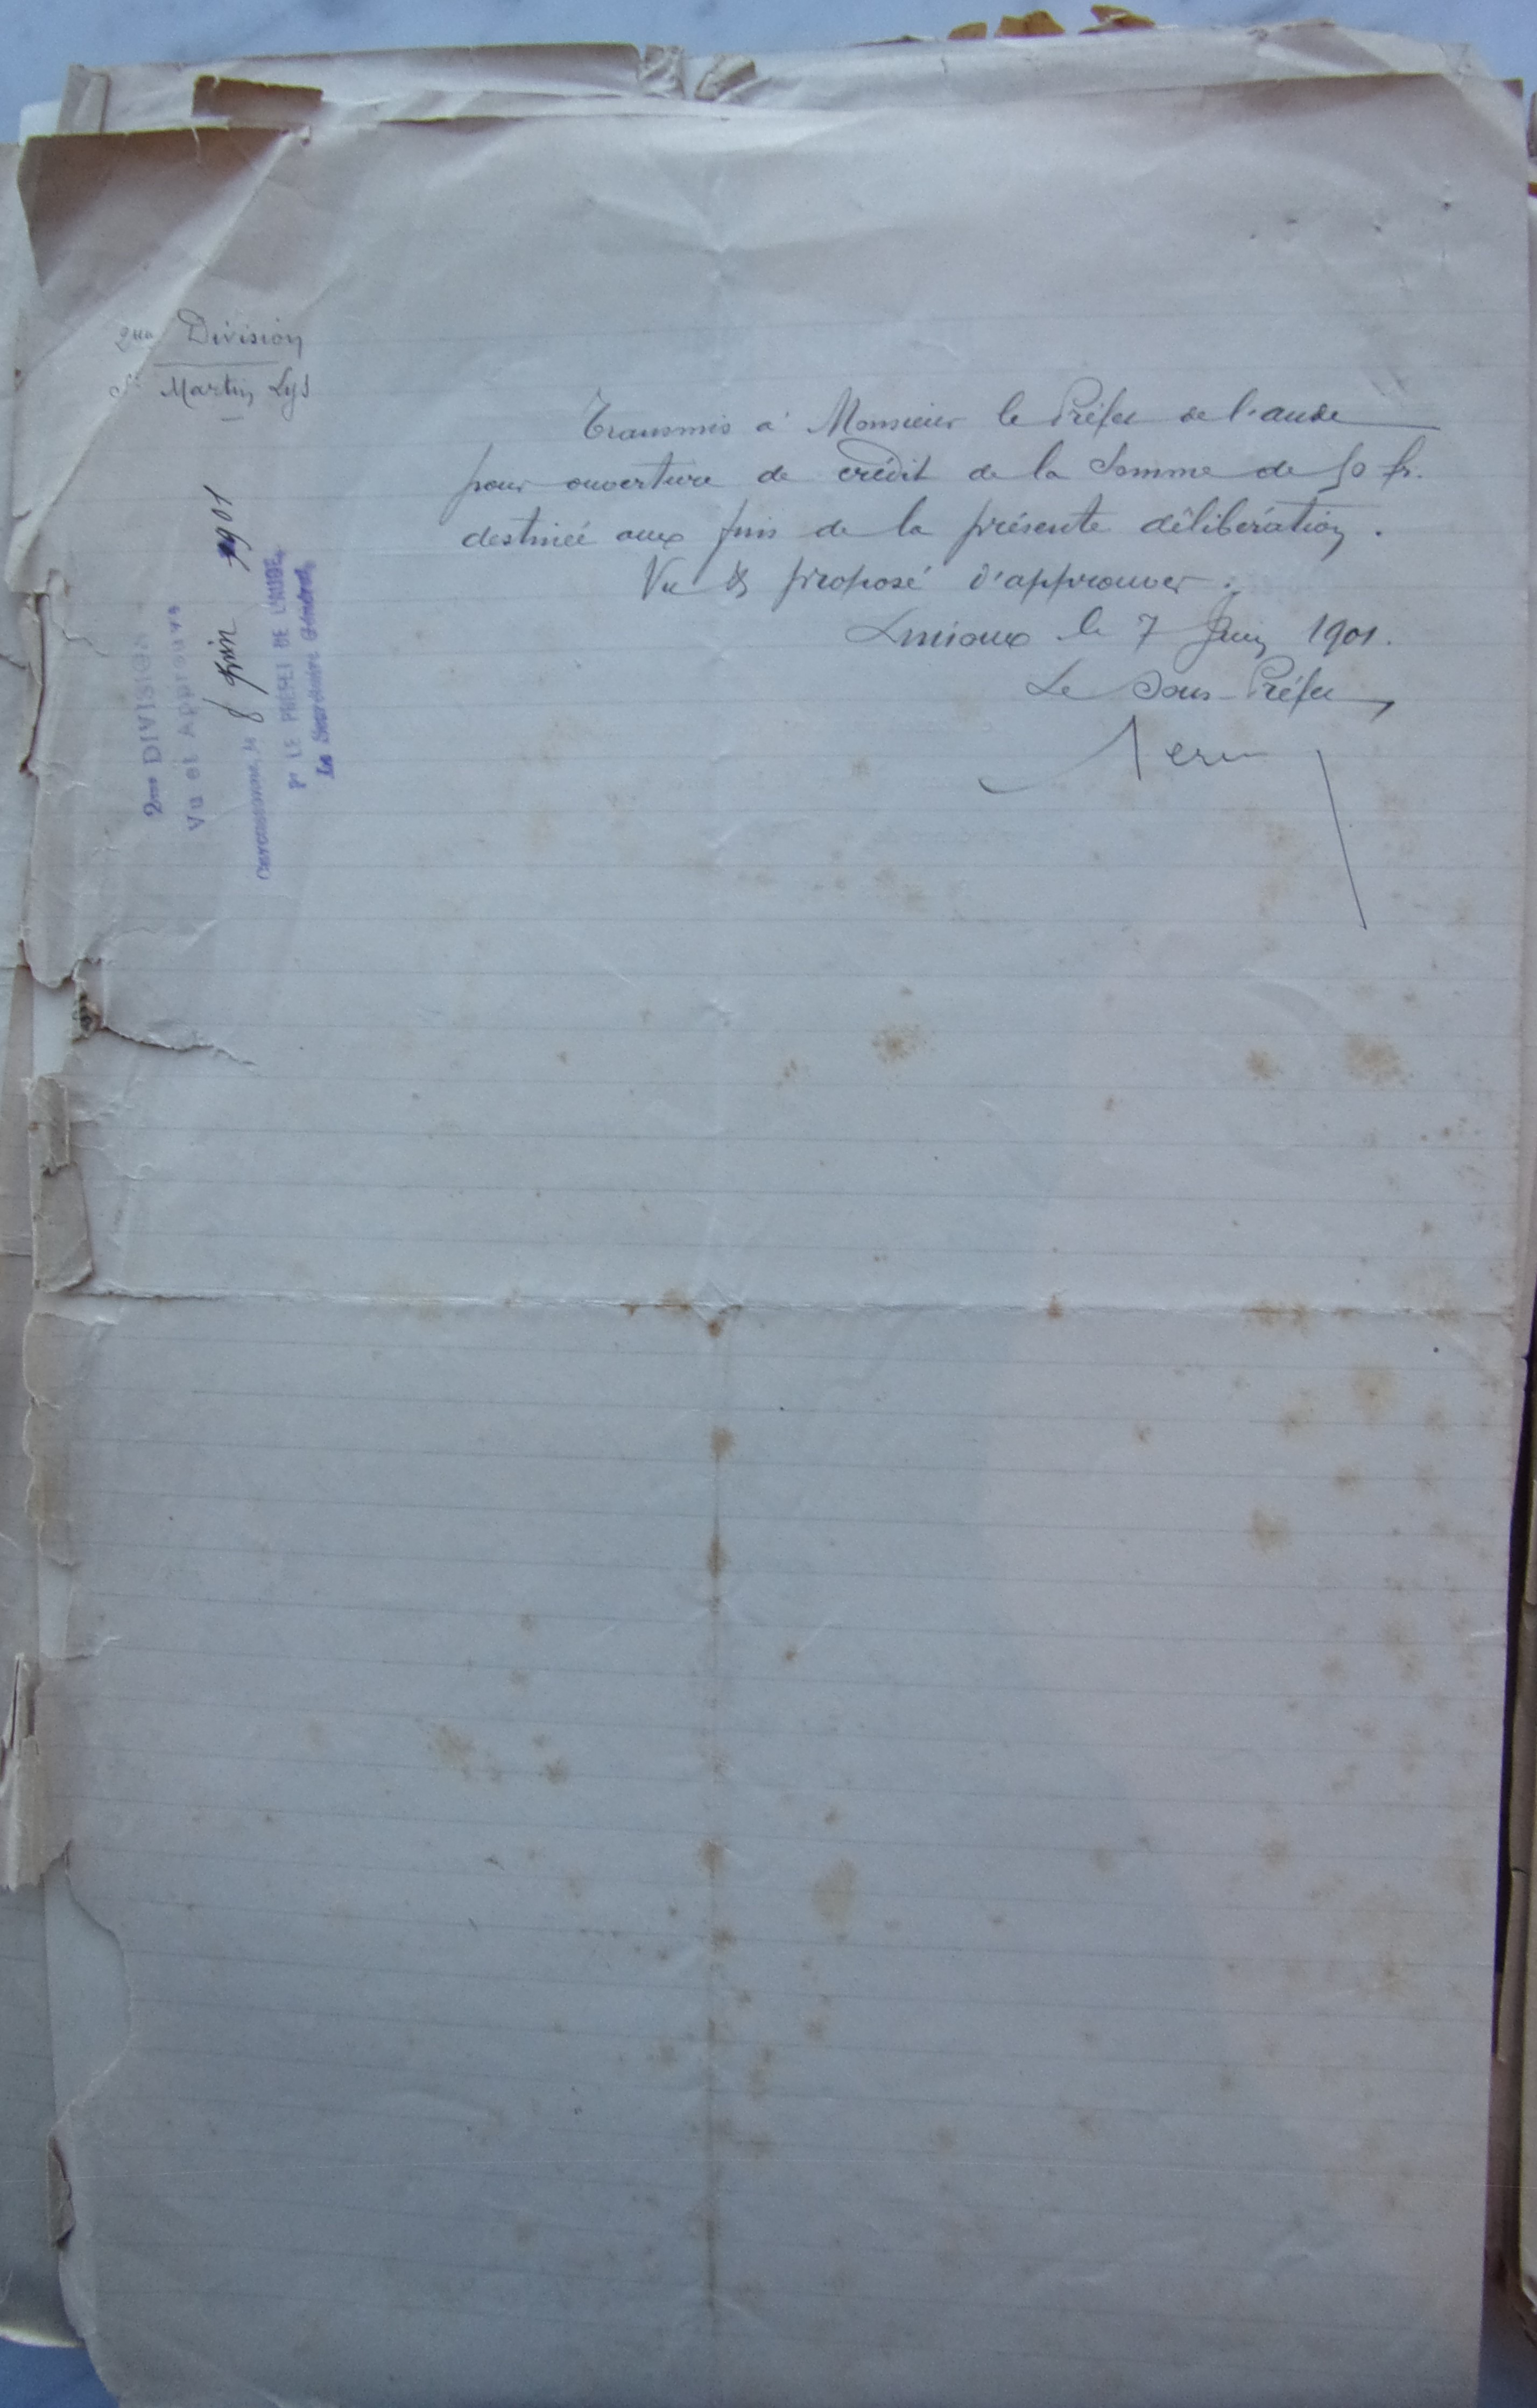 2me Division
St Martin Lys
Transmis à Monsieur le Préfet de l'aude
pour ouverture de crédit de la Somme de 50 fr.
destinée aux fins de la présente délibération.
Vu & proposé d'approuver.
Limoux le 7 Juin 1901.
Le Sous-Préfet
2me DIVISION
Vu et Approuvé
Carcassonne, le 8 Juin 1901
Pr LE PREFET DE L'AUDE,
Le Secrétaire Général,